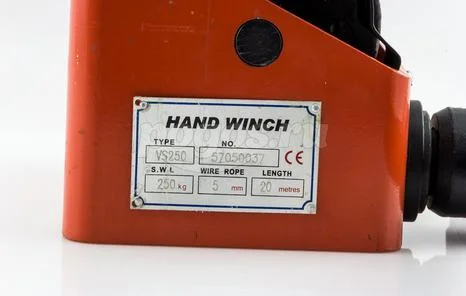 HAND WINCH
TYPE NO.
VS250 57050037 CE
S.W.L WIRE ROPE LENGTH
250 kg 5 mm 20 metres